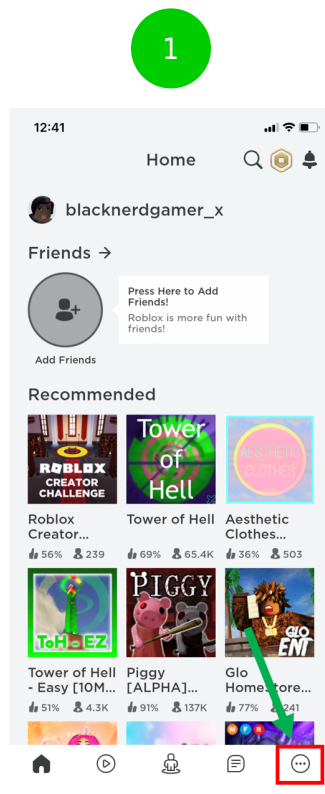 1
12:41
Home
blacknerdgamer_x
Friends →
Press Here to Add
Friends!
Roblox is more fun with
friends!
Add Friends
Recommended
ROBLOX
CREATOR
CHALLENGE
Tower
of
Hell
AESTHETIC
CLOTHES
Roblox
Creator...
Tower of Hell
Aesthetic
Clothes...
56% 239
69% 65.4K
36% 503
ToH-EZ
PIGGY
GLO
ENT
Tower of Hell
- Easy [10M...
Piggy
[ALPHA]...
Glo
51% 4.3K
91% 137K
77% 241
M F R